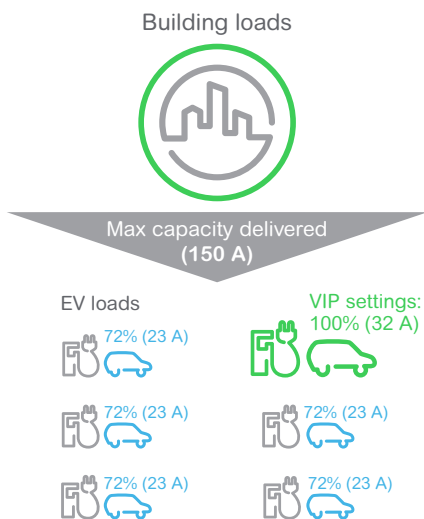 Building loads
Max capacity delivered
(150 A)
EV loads
VIP settings:
100% (32 A)
72% (23 A)
72% (23 A)
72% (23 A)
72% (23 A)
72% (23 A)